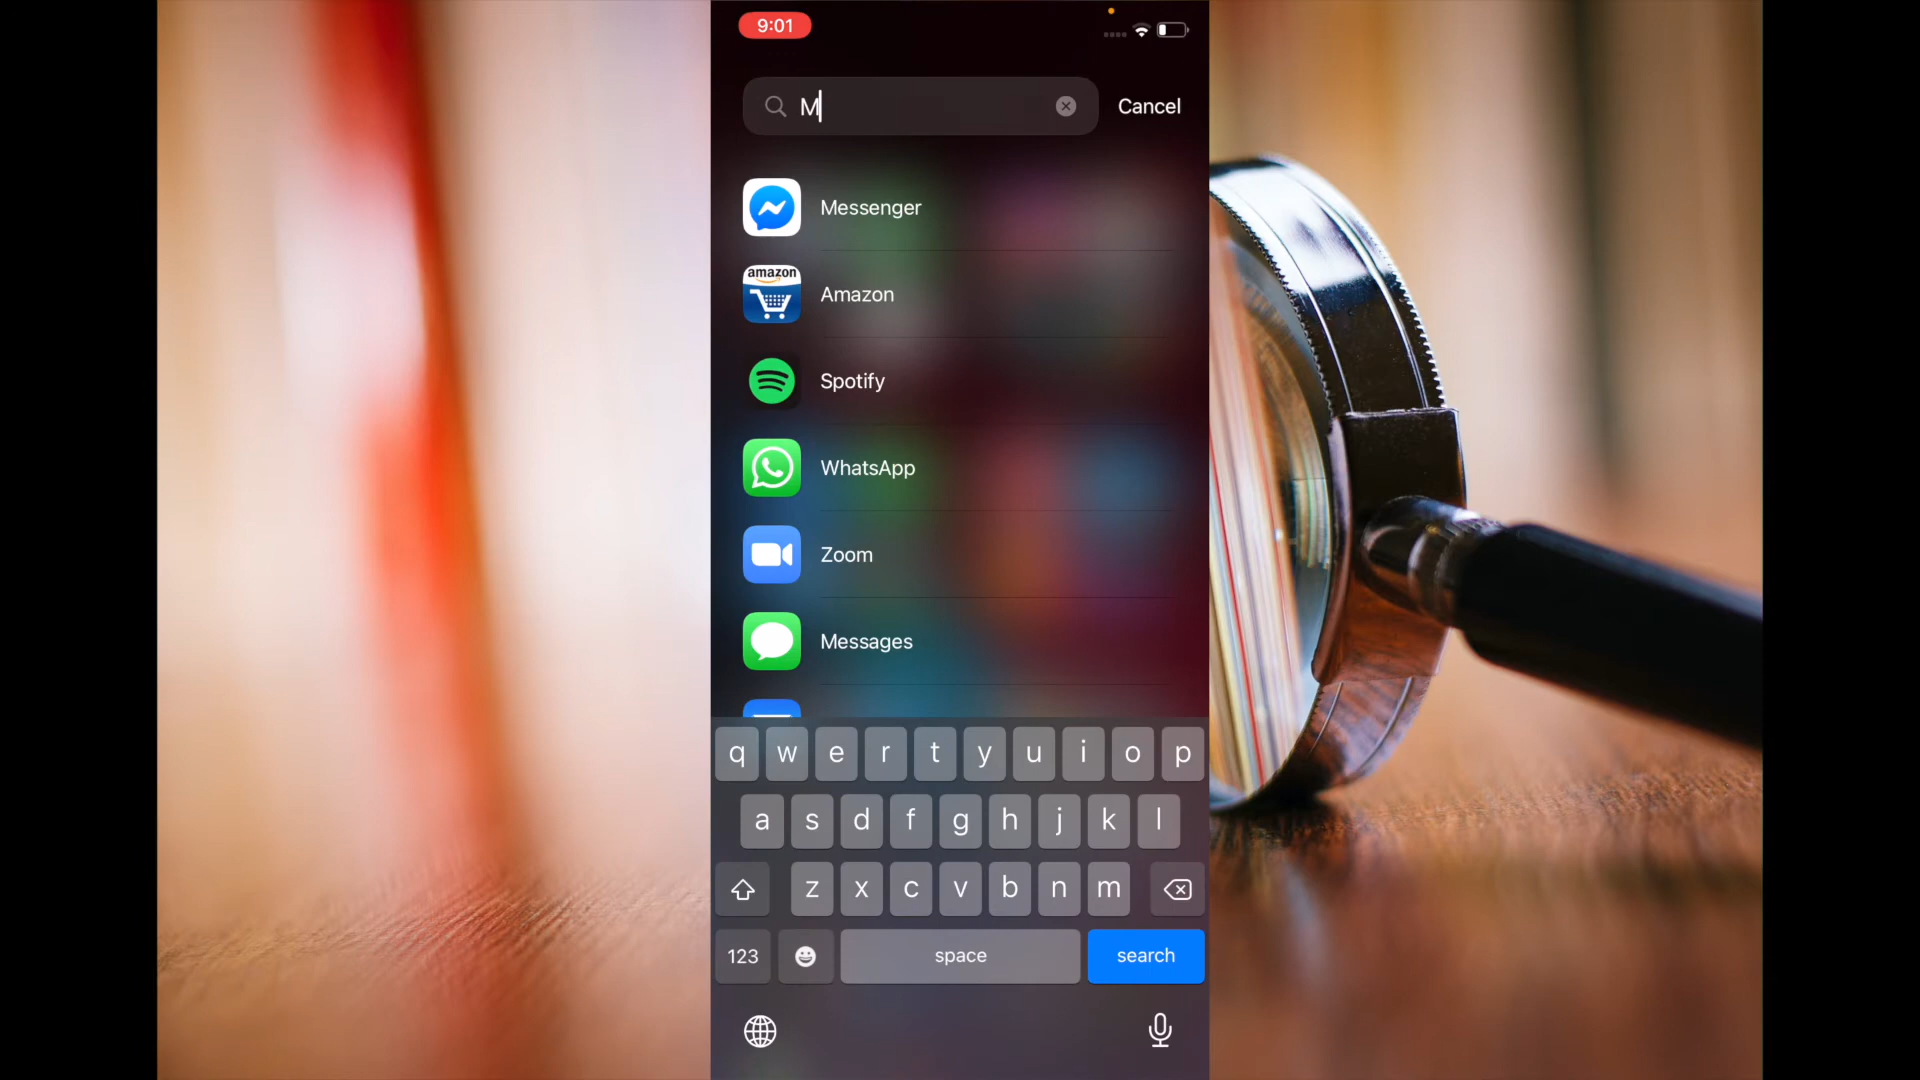 9:01
M
Cancel
Messenger
amazon
Amazon
Spotify
WhatsApp
Zoom
Messages
q w e r t y u i o p
a s d f g h j k l
z x c v b n m
123 space search